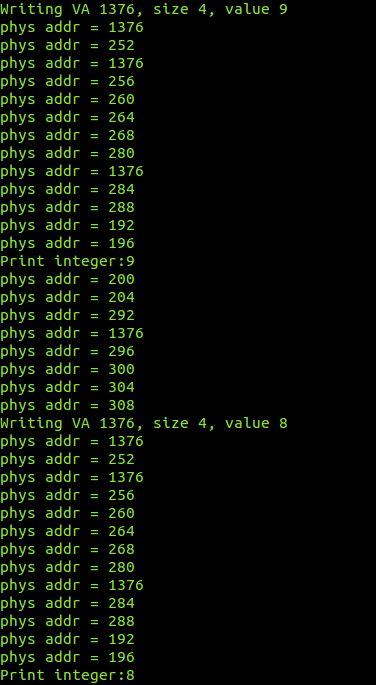 Writing VA 1376, size 4, value 9
phys addr = 1376
phys addr = 252
phys addr = 1376
phys addr = 256
phys addr = 260
phys addr = 264
phys addr = 268
phys addr = 280
phys addr = 1376
phys addr = 284
phys addr = 288
phys addr = 192
phys addr = 196
Print integer:9
phys addr = 200
phys addr = 204
phys addr = 292
phys addr = 1376
phys addr = 296
phys addr = 300
phys addr = 304
phys addr = 308
Writing VA 1376, size 4, value 8
phys addr = 1376
phys addr = 252
phys addr = 1376
phys addr = 256
phys addr = 260
phys addr = 264
phys addr = 268
phys addr = 280
phys addr = 1376
phys addr = 284
phys addr = 288
phys addr = 192
phys addr = 196
Print integer:8